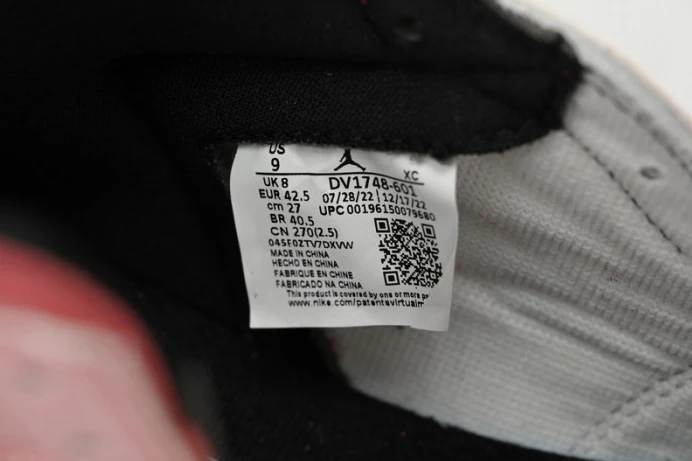 US
9
XC
UK 8
DV1748-601
EUR 42.5
07/28/22 | 12/17/22
cm 27
UPC 00196150079680
BR 40.5
CN 270(2.5)
045F02TV7DXVW
MADE IN CHINA
HECHO EN CHINA
FABRIQUE EN CHINE
FABRICADO NA CHINA
This product is covered by one or more
www.nike.com/patentsvirtualm